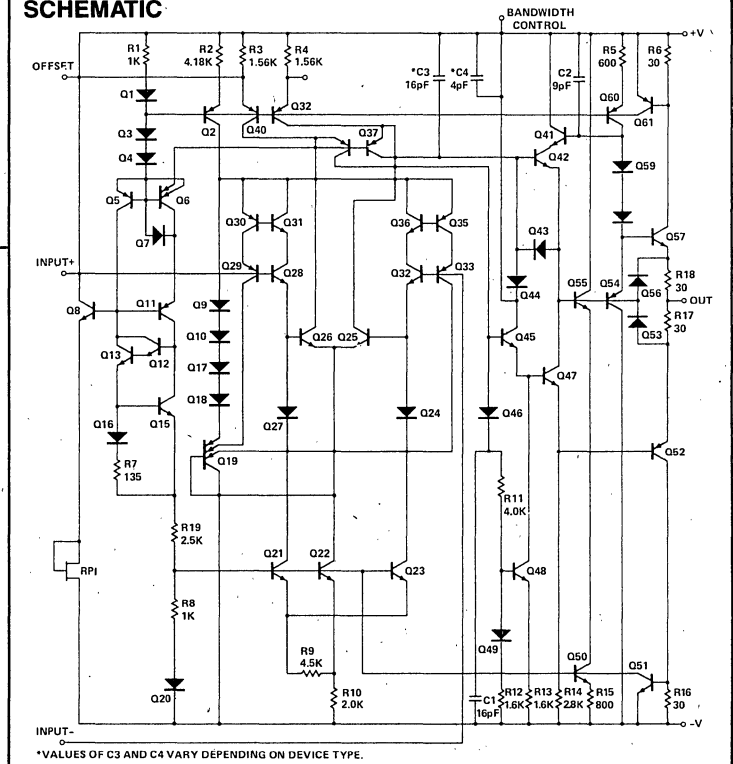 SCHEMATIC
BANDWIDTH
CONTROL
+V
R1
1K
R2
4.18K
R3
1.56K
R4
1.56K
*C3
16pF
*C4
4pF
C2
9pF
R5
600
R6
30
OFFSET
Q1
Q2
Q40
Q32
Q60
Q61
Q3
Q4
Q37
Q41
Q42
Q59
Q5
Q6
Q7
Q30
Q31
Q36
Q35
Q43
Q57
INPUT+
Q29
Q28
Q32
Q33
Q44
Q55
Q54
Q56
R18
30
OUT
Q8
Q11
Q9
Q10
Q26
Q25
Q45
Q53
R17
30
Q13
Q12
Q17
Q18
Q47
Q16
Q15
Q27
Q24
Q46
R7
135
Q19
Q52
R11
4.0K
R19
2.5K
RPI
Q21
Q22
Q23
Q48
R8
1K
Q49
R9
4.5K
Q50
Q51
Q20
R10
2.0K
C1
16pF
R12
1.6K
R13
1.6K
R14
2.8K
R15
800
R16
30
-V
INPUT-
*VALUES OF C3 AND C4 VARY DEPENDING ON DEVICE TYPE.